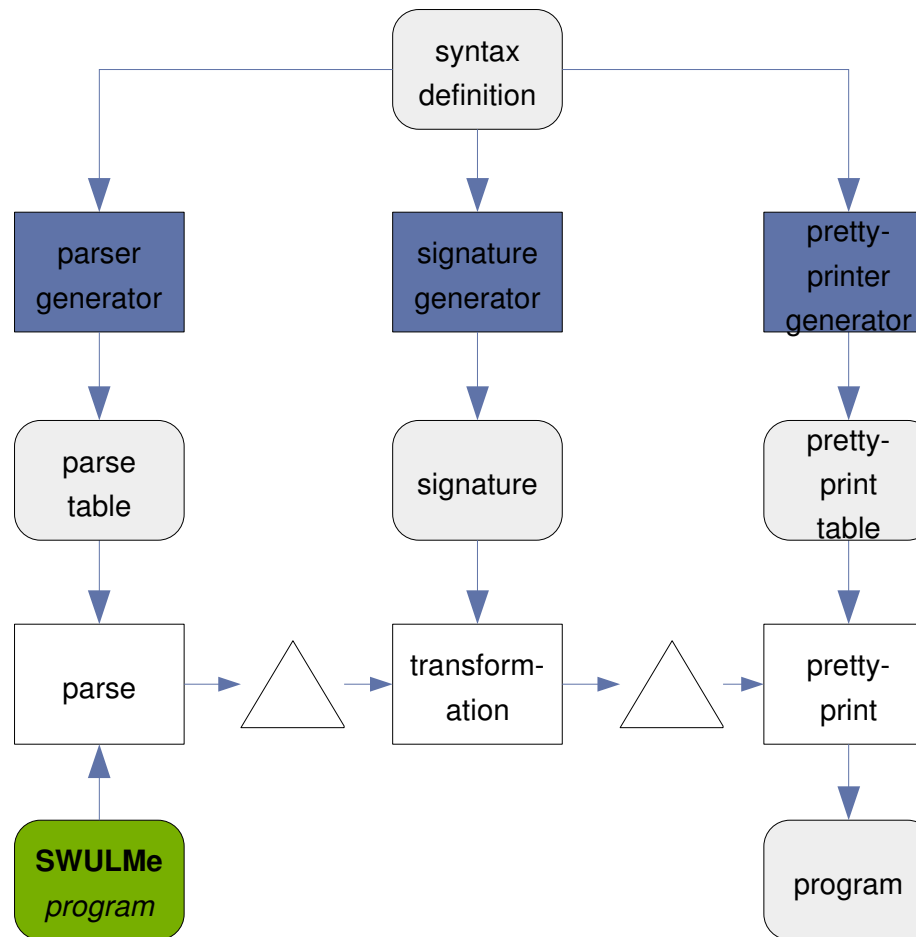 syntax
definition
parser
generator
signature
generator
pretty-
printer
generator
parse
table
signature
pretty-
print
table
parse
transform-
ation
pretty-
print
SWULMe
program
program